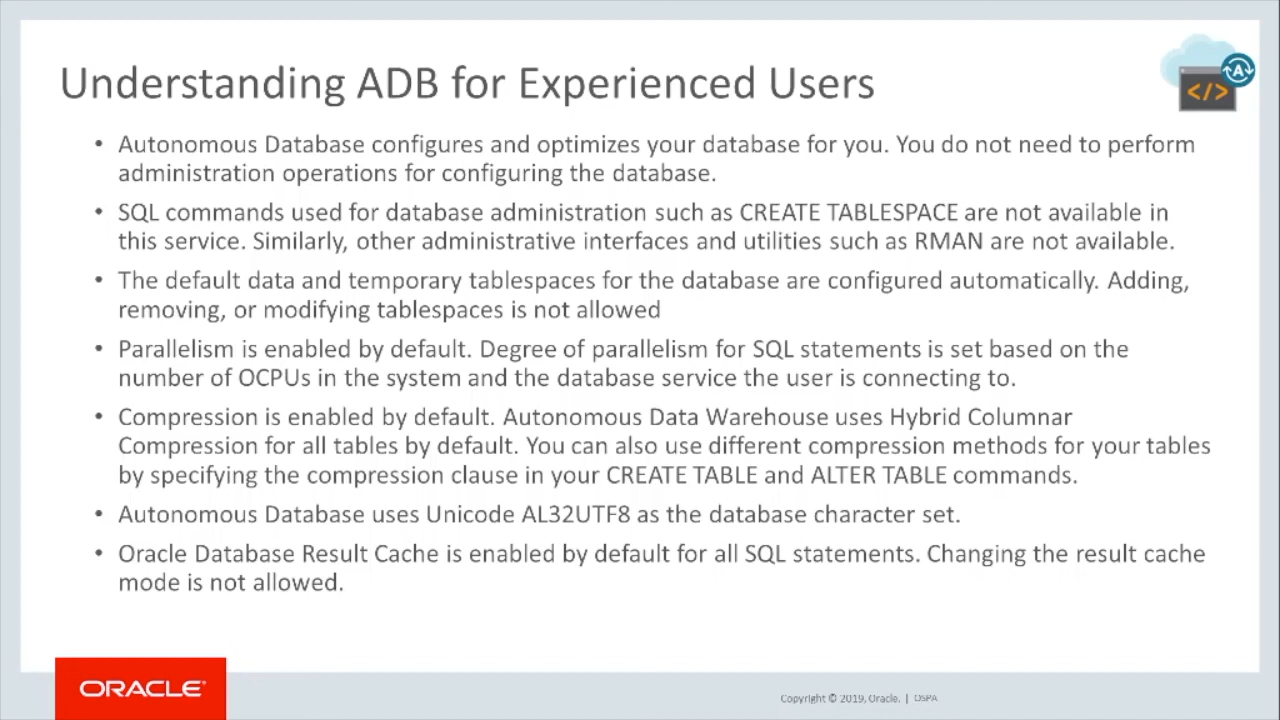 Understanding ADB for Experienced Users
A
</>
• Autonomous Database configures and optimizes your database for you. You do not need to perform
administration operations for configuring the database.
• SQL commands used for database administration such as CREATE TABLESPACE are not available in
this service. Similarly, other administrative interfaces and utilities such as RMAN are not available.
• The default data and temporary tablespaces for the database are configured automatically. Adding,
removing, or modifying tablespaces is not allowed
• Parallelism is enabled by default. Degree of parallelism for SQL statements is set based on the
number of OCPUs in the system and the database service the user is connecting to.
• Compression is enabled by default. Autonomous Data Warehouse uses Hybrid Columnar
Compression for all tables by default. You can also use different compression methods for your tables
by specifying the compression clause in your CREATE TABLE and ALTER TABLE commands.
• Autonomous Database uses Unicode AL32UTF8 as the database character set.
• Oracle Database Result Cache is enabled by default for all SQL statements. Changing the result cache
mode is not allowed.
ORACLE®
Copyright © 2019, Oracle. | OSPA